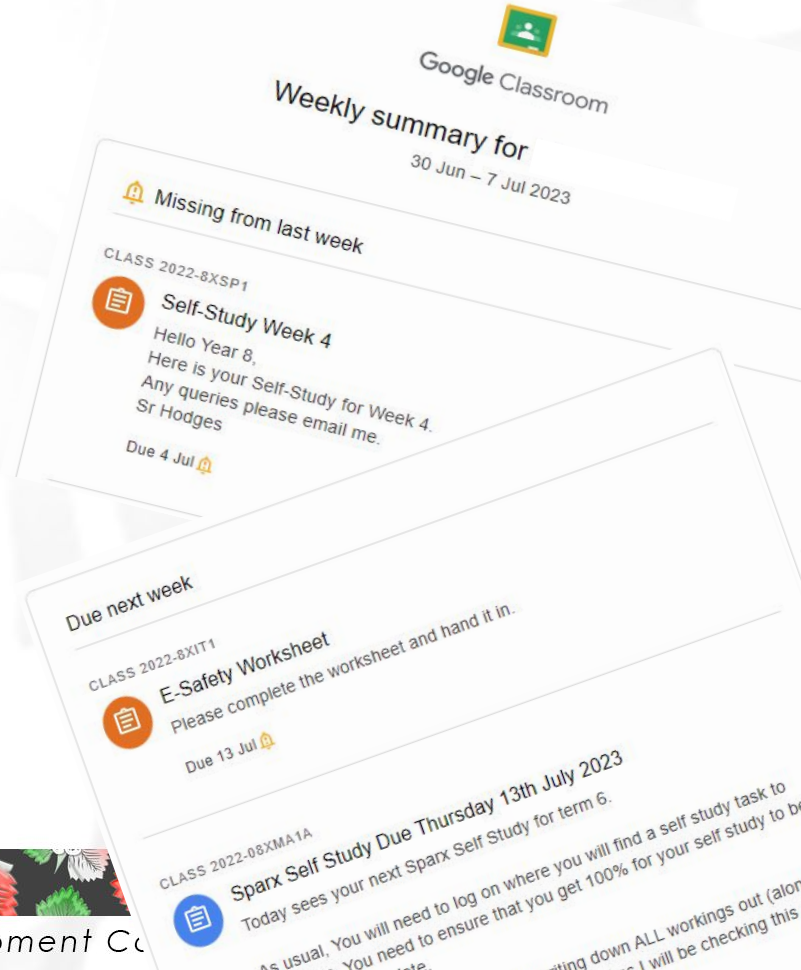 Google Classroom
Weekly summary for
30 Jun – 7 Jul 2023
Missing from last week
CLASS 2022-8XSP1
Self-Study Week 4
Hello Year 8,
Here is your Self-Study for Week 4.
Any queries please email me.
Sr Hodges
Due 4 Jul
Due next week
CLASS 2022-8XIT1
E-Safety Worksheet
Please complete the worksheet and hand it in.
Due 13 Jul
CLASS 2022-08XMA1A
Sparx Self Study Due Thursday 13th July 2023
Today sees your next Sparx Self Study for term 6.
As usual, You will need to log on where you will find a self study task to
You need to ensure that you get 100% for your self study to be
down ALL workings out
I will be checking this